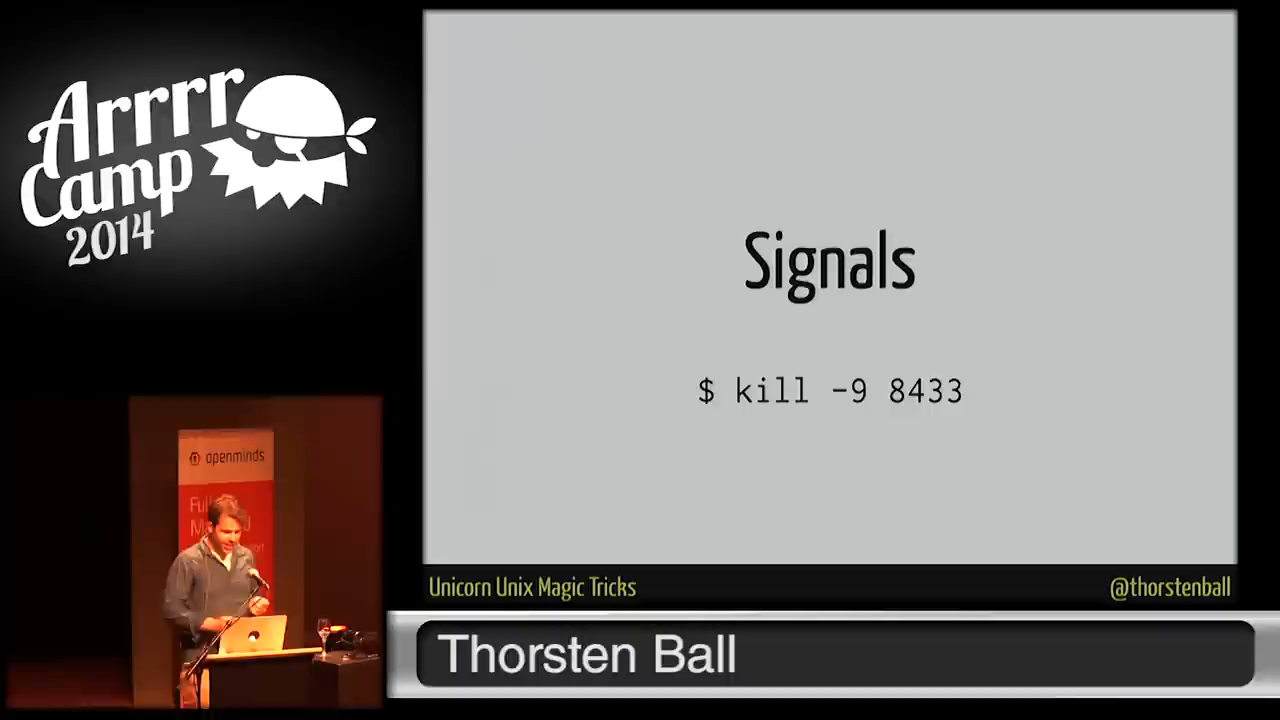 Arrrr
Camp
2014
Signals
$ kill -9 8433
openminds
Unicorn Unix Magic Tricks
@thorstenball
Thorsten Ball